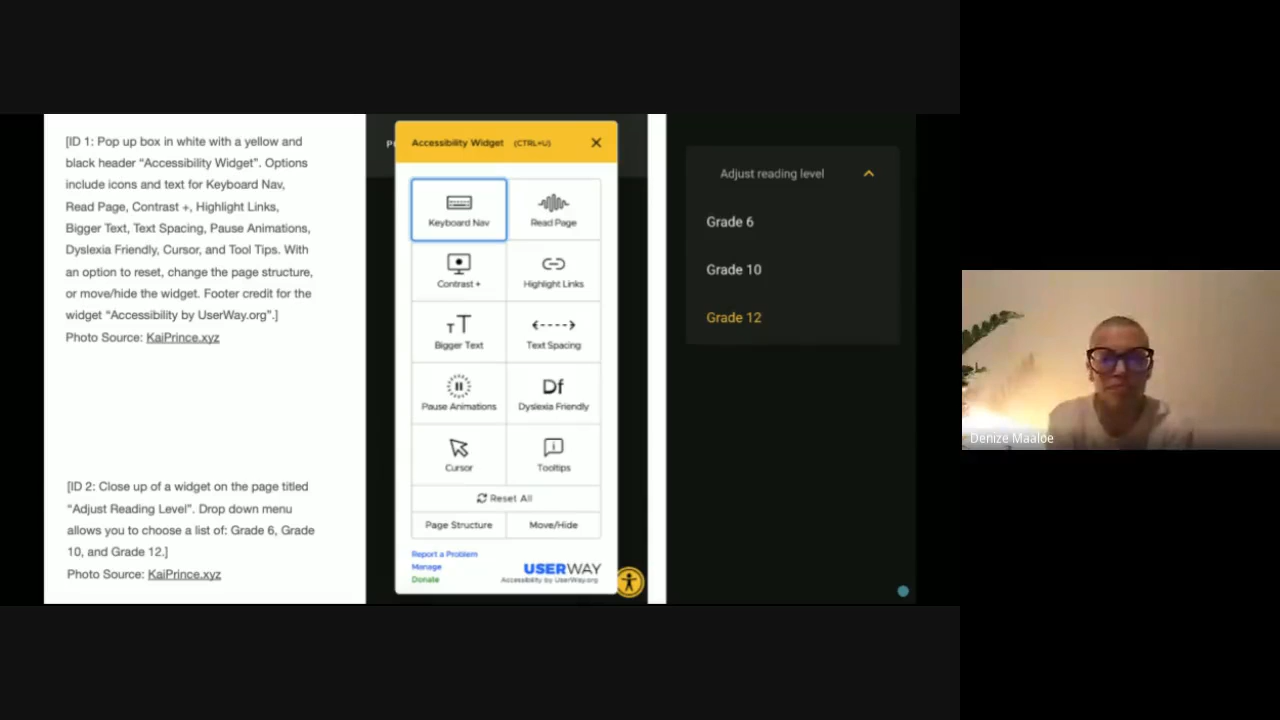 [ID 1: Pop up box in white with a yellow and
black header “Accessibility Widget”. Options
include icons and text for Keyboard Nav,
Read Page, Contrast +, Highlight Links,
Bigger Text, Text Spacing, Pause Animations,
Dyslexia Friendly, Cursor, and Tool Tips. With
an option to reset, change the page structure,
or move/hide the widget. Footer credit for the
widget “Accessibility by UserWay.org”.]
Photo Source: KaiPrince.xyz
[ID 2: Close up of a widget on the page titled
“Adjust Reading Level”. Drop down menu
allows you to choose a list of: Grade 6, Grade
10, and Grade 12.]
Photo Source: KaiPrince.xyz
Accessibility Widget (CTRL+U)
Keyboard Nav
Read Page
Contrast +
Highlight Links
TT
Bigger Text
Text Spacing
Pause Animations
Df
Dyslexia Friendly
Cursor
Tooltips
Reset All
Page Structure
Move/Hide
Report a Problem
Manage
Donate
USERWAY
Accessibility by UserWay.org
Adjust reading level
Grade 6
Grade 10
Grade 12
Denize Maaloe